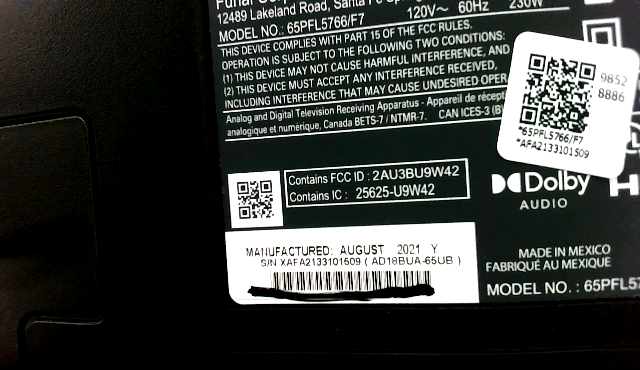 12489 Lakeland Road, Santa Fe
MODEL NO.: 65PFL5766/F7 120V~ 60Hz 230W
THIS DEVICE COMPLIES WITH PART 15 OF THE FCC RULES.
OPERATION IS SUBJECT TO THE FOLLOWING TWO CONDITIONS:
(1) THIS DEVICE MAY NOT CAUSE HARMFUL INTERFERENCE, AND
(2) THIS DEVICE MUST ACCEPT ANY INTERFERENCE RECEIVED,
INCLUDING INTERFERENCE THAT MAY CAUSE UNDESIRED OPER
Analog and Digital Television Receiving Apparatus - Appareil de récept
analogique et numérique, Canada BETS-7 / NTMR-7. CAN ICES-3 (B)
9852
8886
*65PFL5766/F7
*AFA2133101509
Contains FCC ID : 2AU3BU9W42
Contains IC : 25625-U9W42
Dolby
AUDIO
MANUFACTURED: AUGUST 2021 Y
S/N XAFA2133101509 ( AD18BUA-65UB )
MADE IN MEXICO
FABRIQUÉ AU MEXIQUE
MODEL NO. : 65PFL57